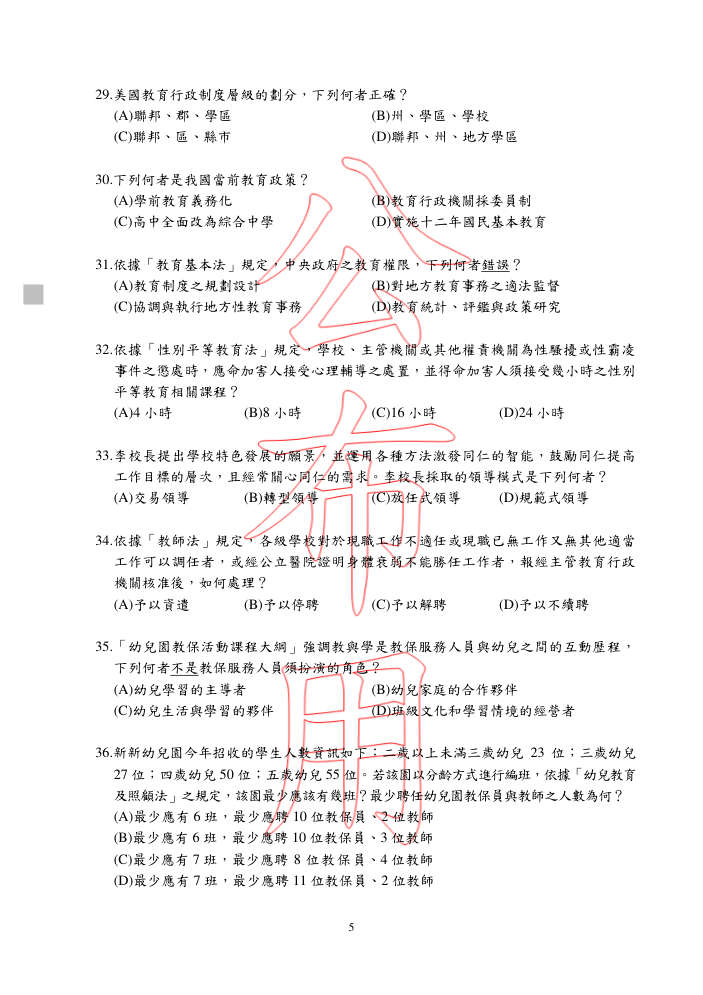 29.美國教育行政制度層級的劃分，下列何者正確？
(A)聯邦、郡、學區 (B)州、學區、學校
(C)聯邦、區、縣市 (D)聯邦、州、地方學區
30.下列何者是我國當前教育政策？
(A)學前教育義務化 (B)教育行政機關採委員制
(C)高中全面改為綜合中學 (D)實施十二年國民基本教育
31.依據「教育基本法」規定，中央政府之教育權限，下列何者錯誤？
(A)教育制度之規劃設計 (B)對地方教育事務之適法監督
(C)協調與執行地方性教育事務 (D)教育統計、評鑑與政策研究
32.依據「性別平等教育法」規定，學校、主管機關或其他權責機關為性騷擾或性霸凌
事件之懲處時，應命加害人接受心理輔導之處置，並得命加害人須接受幾小時之性別
平等教育相關課程？
(A)4 小時 (B)8 小時 (C)16 小時 (D)24 小時
33.李校長提出學校特色發展的願景，並運用各種方法激發同仁的智能，鼓勵同仁提高
工作目標的層次，且經常關心同仁的需求。李校長採取的領導模式是下列何者？
(A)交易領導 (B)轉型領導 (C)放任式領導 (D)規範式領導
34.依據「教師法」規定，各級學校對於現職工作不適任或現職已無工作又無其他適當
工作可以調任者，或經公立醫院證明身體衰弱不能勝任工作者，報經主管教育行政
機關核准後，如何處理？
(A)予以資遣 (B)予以停聘 (C)予以解聘 (D)予以不續聘
35.「幼兒園教保活動課程大綱」強調教與學是教保服務人員與幼兒之間的互動歷程，
下列何者不是教保服務人員須扮演的角色？
(A)幼兒學習的主導者 (B)幼兒家庭的合作夥伴
(C)幼兒生活與學習的夥伴 (D)班級文化和學習情境的經營者
36.新新幼兒園今年招收的學生人數資訊如下：二歲以上未滿三歲幼兒 23 位；三歲幼兒
27 位；四歲幼兒 50 位；五歲幼兒 55 位。若該園以分齡方式進行編班，依據「幼兒教育
及照顧法」之規定，該園最少應該有幾班？最少聘任幼兒園教保員與教師之人數為何？
(A)最少應有 6 班，最少應聘 10 位教保員、2 位教師
(B)最少應有 6 班，最少應聘 10 位教保員、3 位教師
(C)最少應有 7 班，最少應聘 8 位教保員、4 位教師
(D)最少應有 7 班，最少應聘 11 位教保員、2 位教師
5
公布用